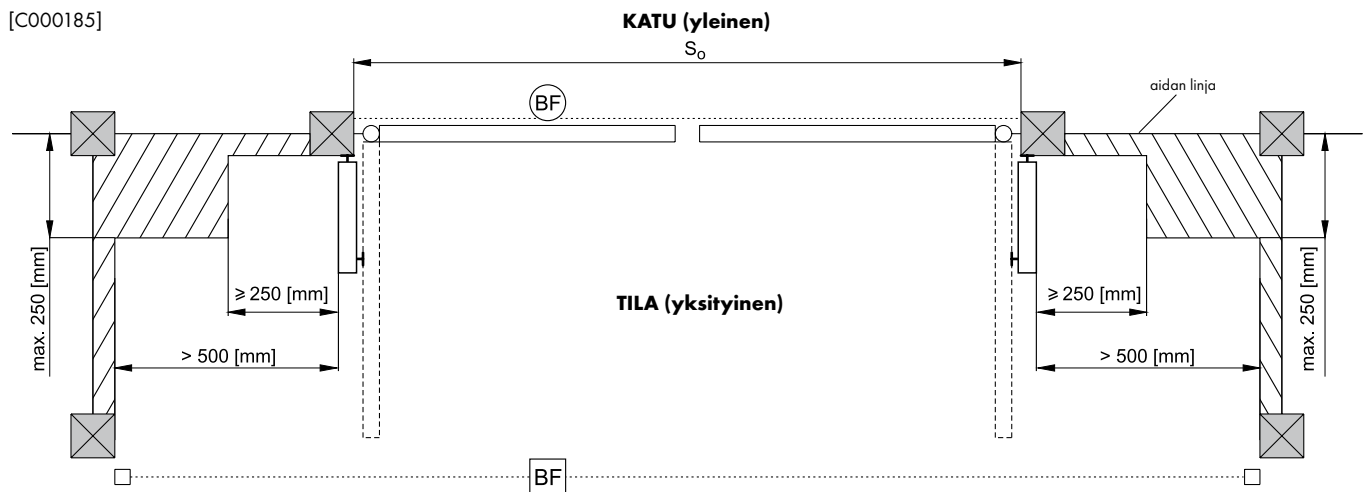 [C000185]
KATU (yleinen)
So
BF
aidan linja
max. 250 [mm]
≥ 250 [mm]
> 500 [mm]
TILA (yksityinen)
≥ 250 [mm]
> 500 [mm]
max. 250 [mm]
BF